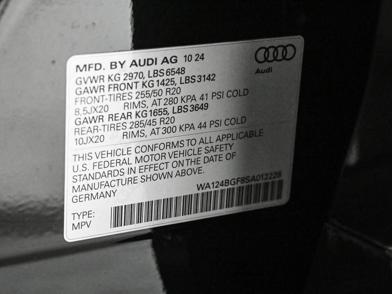 MFD. BY AUDI AG 10 24
GVWR KG 2970, LBS 6548
GAWR FRONT KG 1425, LBS 3142
FRONT-TIRES 255/50 R20
8,5JX20 RIMS, AT 280 KPA 41 PSI COLD
GAWR REAR KG 1655, LBS 3649
REAR-TIRES 285/45 R20
10JX20 RIMS, AT 300 KPA 44 PSI COLD
THIS VEHICLE CONFORMS TO ALL APPLICABLE
U.S. FEDERAL MOTOR VEHICLE SAFETY
STANDARDS IN EFFECT ON THE DATE OF
MANUFACTURE SHOWN ABOVE.
GERMANY
WA124BGF8SA012228
TYPE:
MPV
Audi